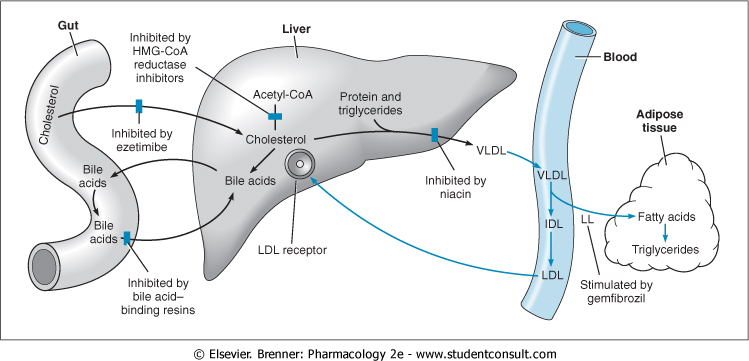 Gut
Inhibited by
HMG-CoA
reductase
inhibitors
Liver
Blood
Cholesterol
Inhibited by
ezetimibe
Acetyl-CoA
Cholesterol
Protein and
triglycerides
VLDL
Inhibited by
niacin
Adipose
tissue
Bile
acids
Bile
acids
Bile acids
LDL receptor
VLDL
IDL
LDL
LL
Fatty acids
Triglycerides
Inhibited by
bile acid–
binding resins
Stimulated by
gemfibrozil
© Elsevier. Brenner: Pharmacology 2e - www.studentconsult.com